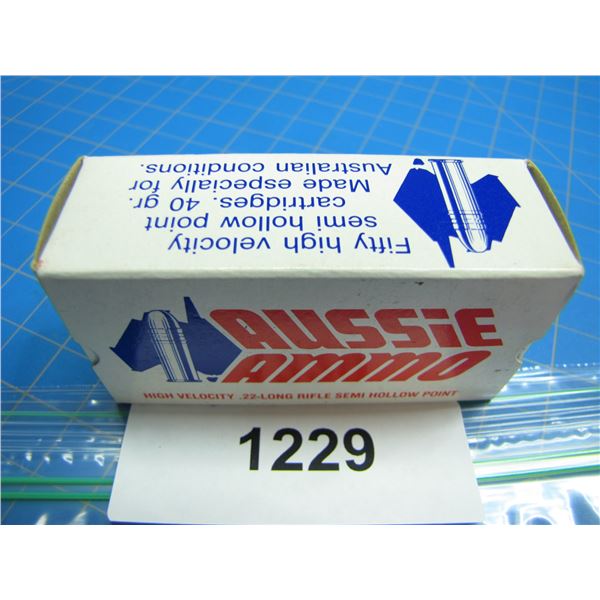 Fifty high velocity
semi hollow point
cartridges. 40 gr.
Made especially for
Australian conditions.
AUSSiE
AMMO
HIGH VELOCITY .22-LONG RIFLE SEMI HOLLOW POINT
1229